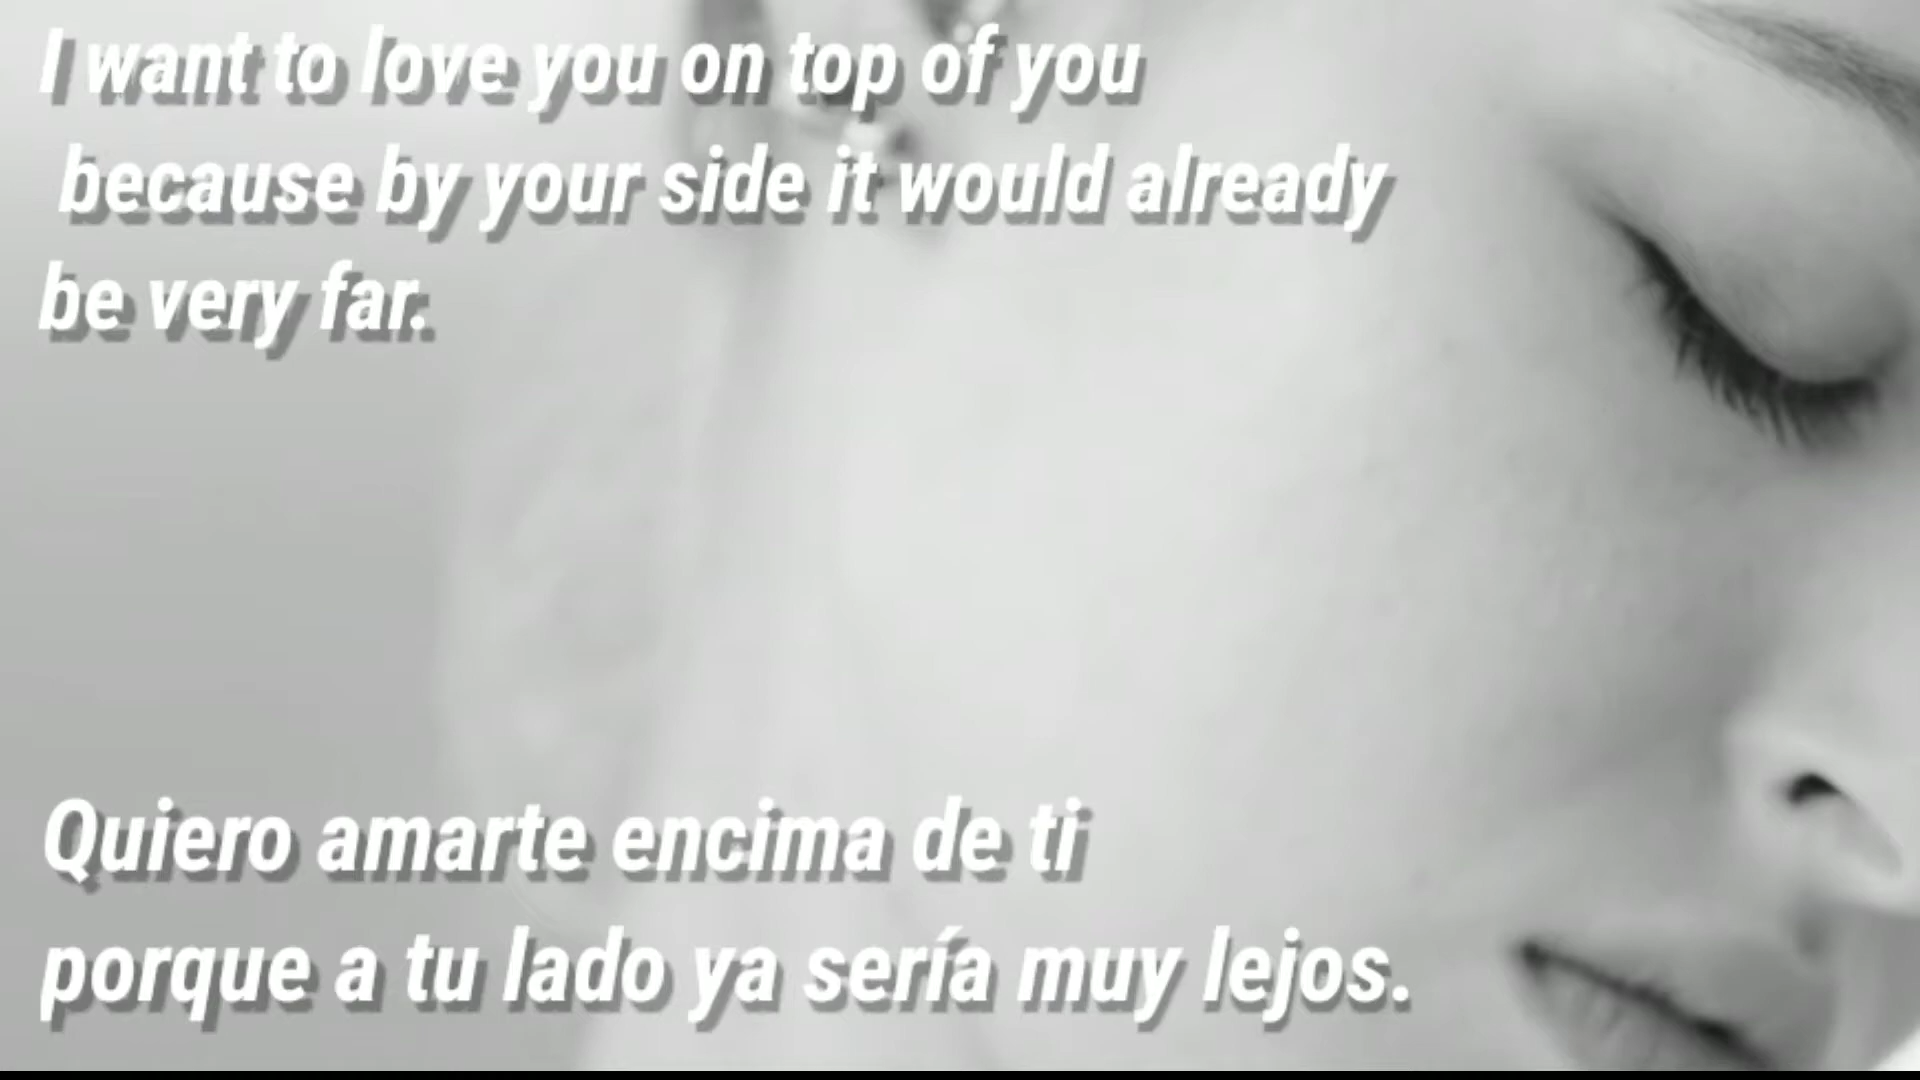 I want to love you on top of you
because by your side it would already
be very far.
Quiero amarte encima de ti
porque a tu lado ya sería muy lejos.